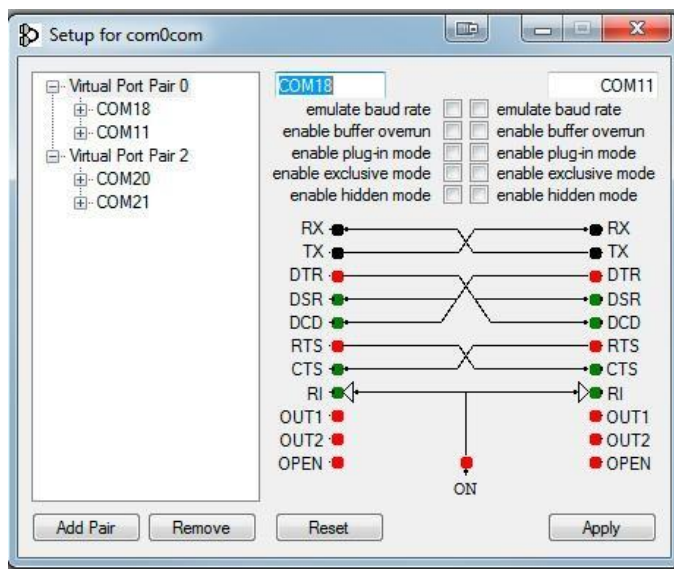 Setup for com0com
Virtual Port Pair 0
COM18
COM11
Virtual Port Pair 2
COM20
COM21
COM18 COM11
emulate baud rate emulate baud rate
enable buffer overrun enable buffer overrun
enable plug-in mode enable plug-in mode
enable exclusive mode enable exclusive mode
enable hidden mode enable hidden mode
RX RX
TX TX
DTR DTR
DSR DSR
DCD DCD
RTS RTS
CTS CTS
RI RI
OUT1 OUT1
OUT2 OUT2
OPEN OPEN
ON
Add Pair Remove Reset Apply